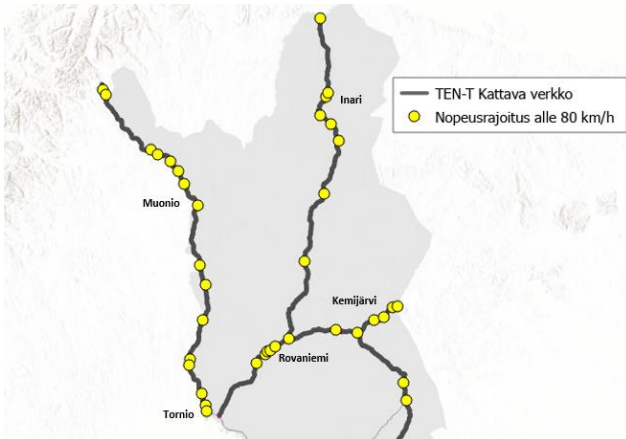 Inari
TEN-T Kattava verkko
Nopeusrajoitus alle 80 km/h
Muonio
Kemijärvi
Rovaniemi
Tornio